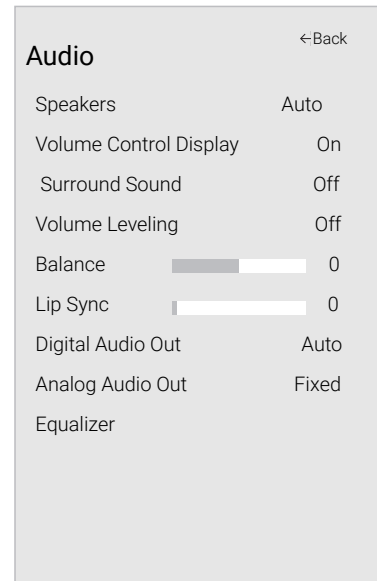 ←Back
Audio
Speakers Auto
Volume Control Display On
Surround Sound Off
Volume Leveling Off
Balance 0
Lip Sync 0
Digital Audio Out Auto
Analog Audio Out Fixed
Equalizer